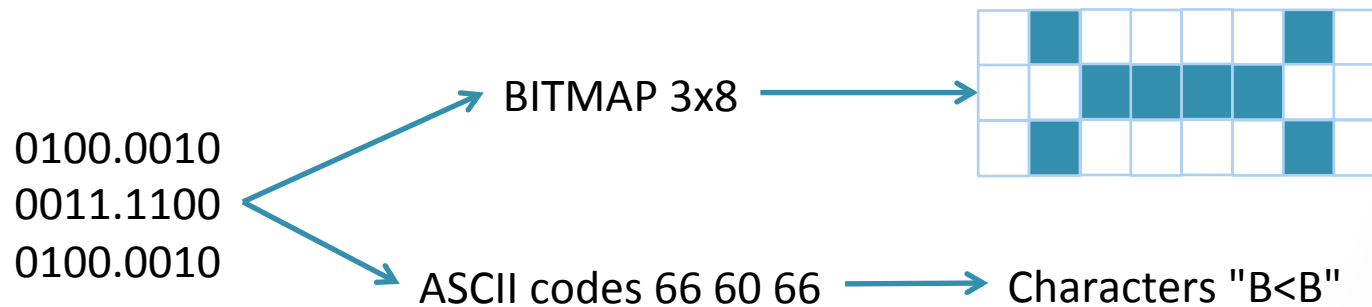 BITMAP 3x8
0100.0010
0011.1100
0100.0010
ASCII codes 66 60 66
Characters "B<B"